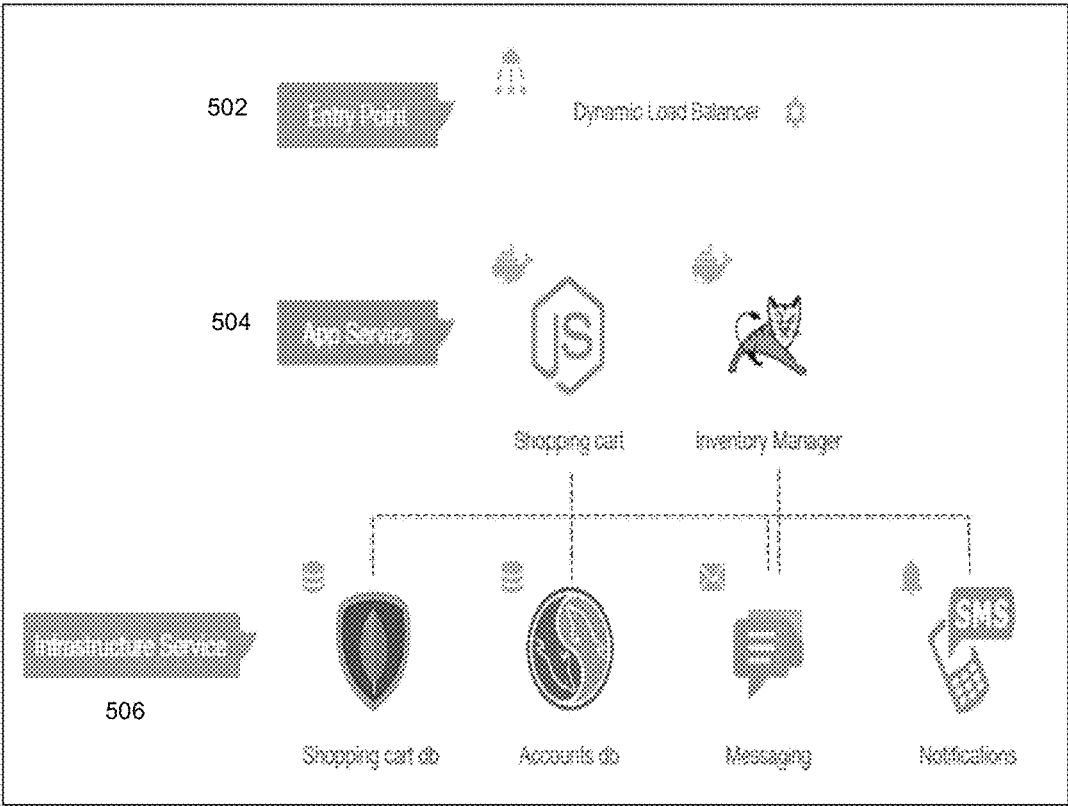 502
Entry Point
Dynamic Load Balancer
504
App Service
JS
Shopping cart
Inventory Manager
Infrastructure Service
506
SMS
Shopping cart db
Accounts db
Messaging
Notifications